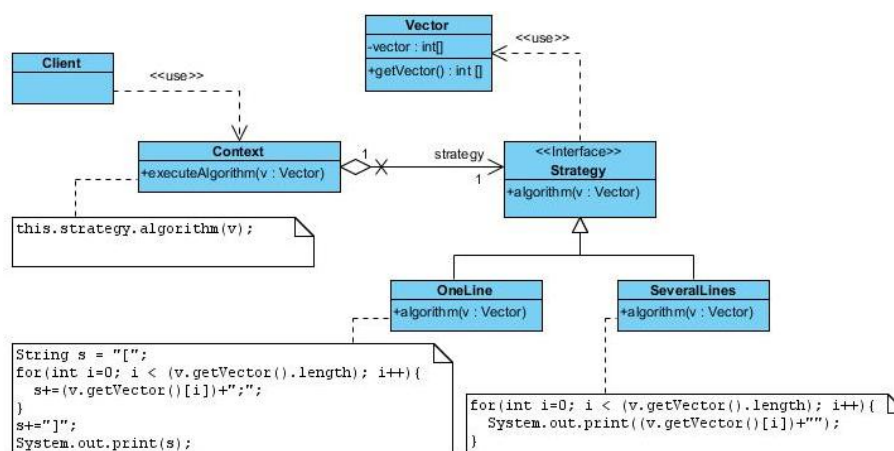 Vector
-vector : int[]
+getVector() : int []
<<use>>
Client
<<use>>
Context
+executeAlgorithm(v : Vector)
1
strategy
1
<<Interface>>
Strategy
+algorithm(v : Vector)
this.strategy.algorithm(v);
OneLine
+algorithm(v : Vector)
SeveralLines
+algorithm(v : Vector)
String s = "[";
for(int i=0; i < (v.getVector().length); i++){
s+=(v.getVector()[i])+";";
}
s+="]";
System.out.print(s);
for(int i=0; i < (v.getVector().length); i++){
System.out.print((v.getVector()[i])+"");
}